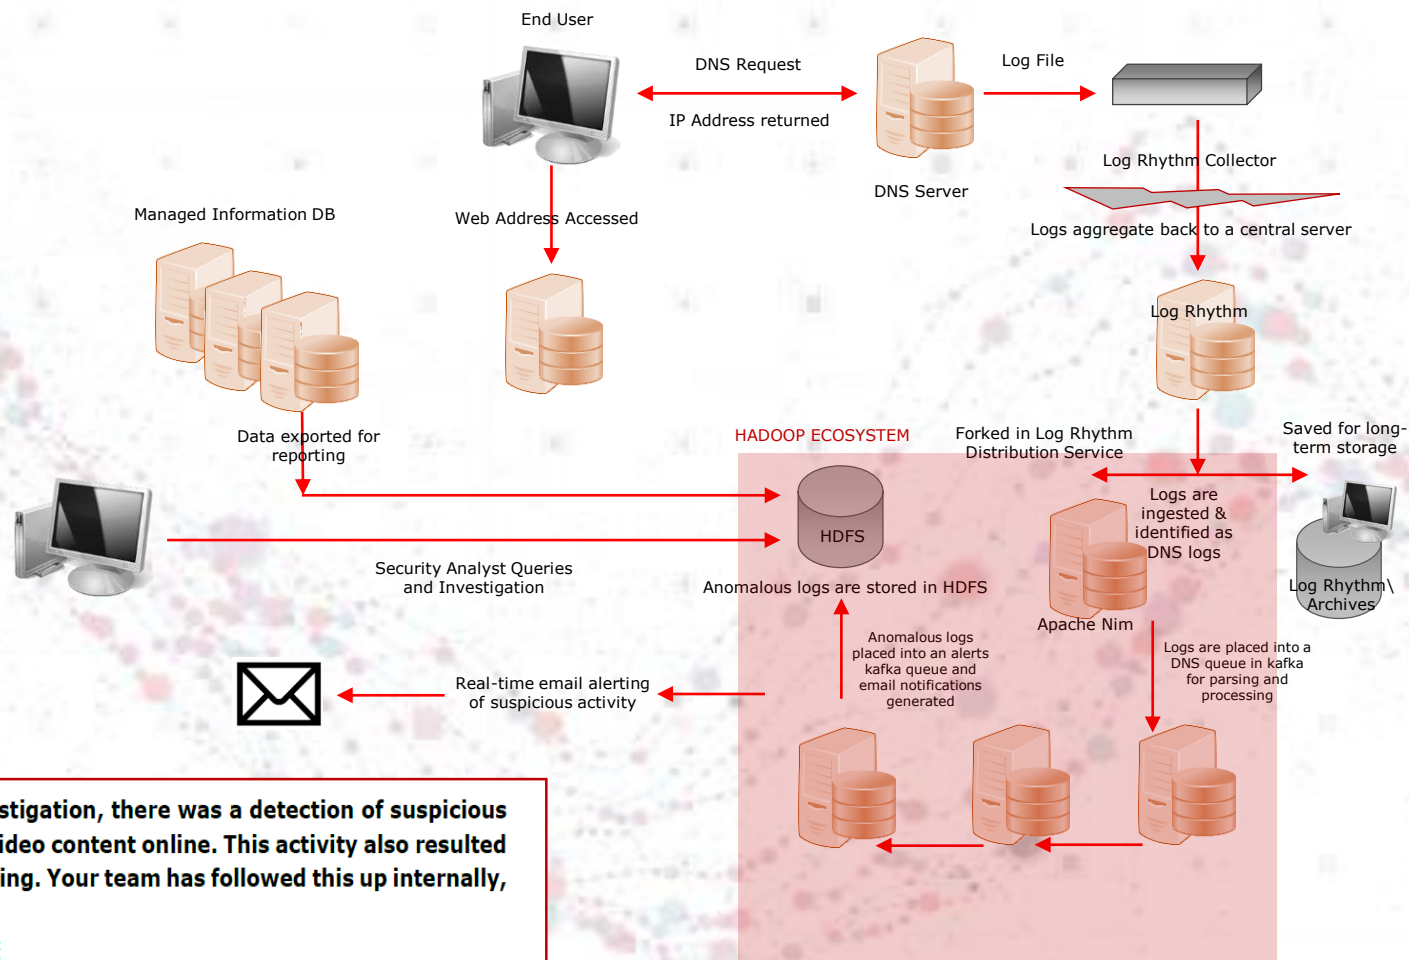 End User
DNS Request
IP Address returned
Log File
DNS Server
Log Rhythm Collector
Logs aggregate back to a central server
Managed Information DB
Web Address Accessed
Log Rhythm
Data exported for
reporting
HADOOP ECOSYSTEM
Forked in Log Rhythm
Distribution Service
Saved for long-
term storage
HDFS
Logs are
ingested &
identified as
DNS logs
Security Analyst Queries
and Investigation
Anomalous logs are stored in HDFS
Log Rhythm\
Archives
Apache Nim
Anomalous logs
placed into an alerts
kafka queue and
email notifications
generated
Logs are placed into a
DNS queue in kafka
for parsing and
processing
Real-time email alerting
of suspicious activity
stigation, there was a detection of suspicious
ideo content online. This activity also resulted
ing. Your team has followed this up internally,